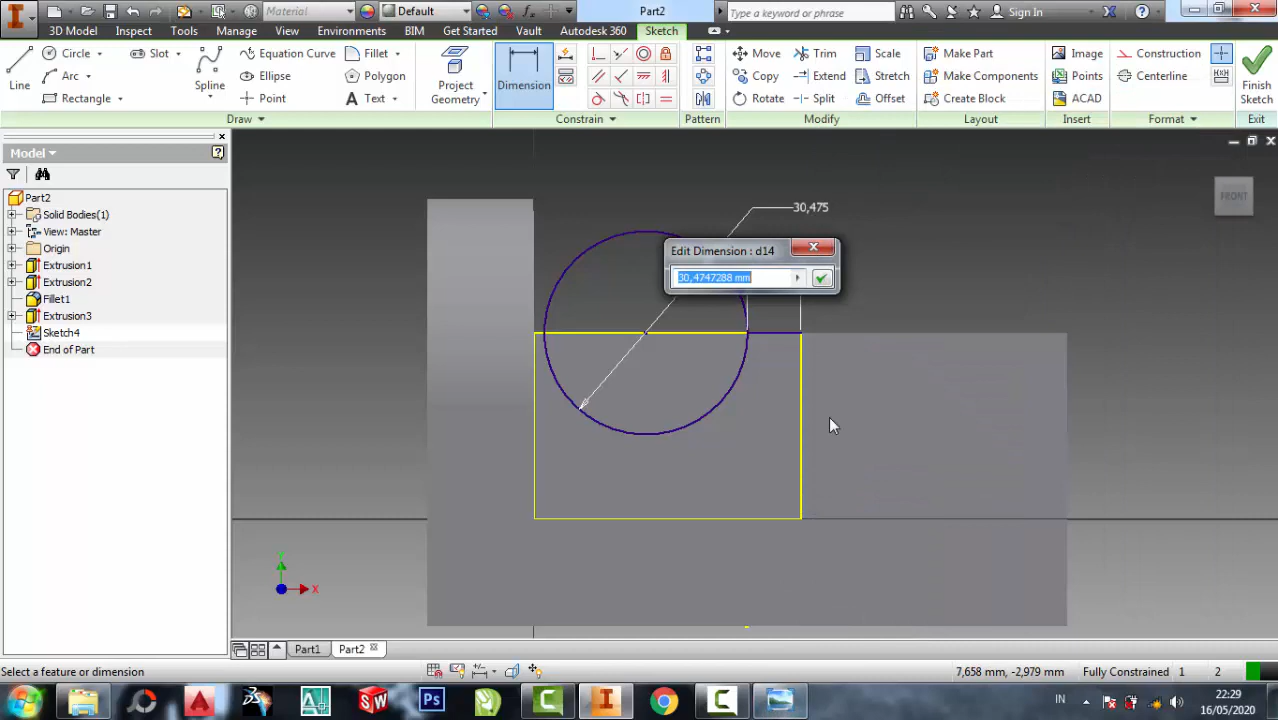 Material
Default
Part2
Type a help topic or phrase
Sign In
3D Model Inspect Tools Manage View Environments BIM Get Started Vault Autodesk 360 Sketch
Line
Circle
Arc
Rectangle
Slot
Spline
Equation Curve
Ellipse
Point
Fillet
Polygon
Text
Project
Geometry
Dimension
Move
Copy
Rotate
Trim
Extend
Split
Scale
Stretch
Offset
Make Part
Make Components
Create Block
Image
Points
ACAD
Construction
Centerline
Finish
Sketch
Draw
Constrain
Pattern
Modify
Layout
Insert
Format
Exit
Model
Part2
Solid Bodies(1)
View: Master
Origin
Extrusion1
Extrusion2
Fillet1
Extrusion3
Sketch4
End of Part
FRONT
30,475
Edit Dimension : d14
30,4747288 mm
Y
X
Part1
Part2
Select a feature or dimension
7,658 mm, -2,979 mm
Fully Constrained
1
2
Ps
IN
22:29
16/05/2020